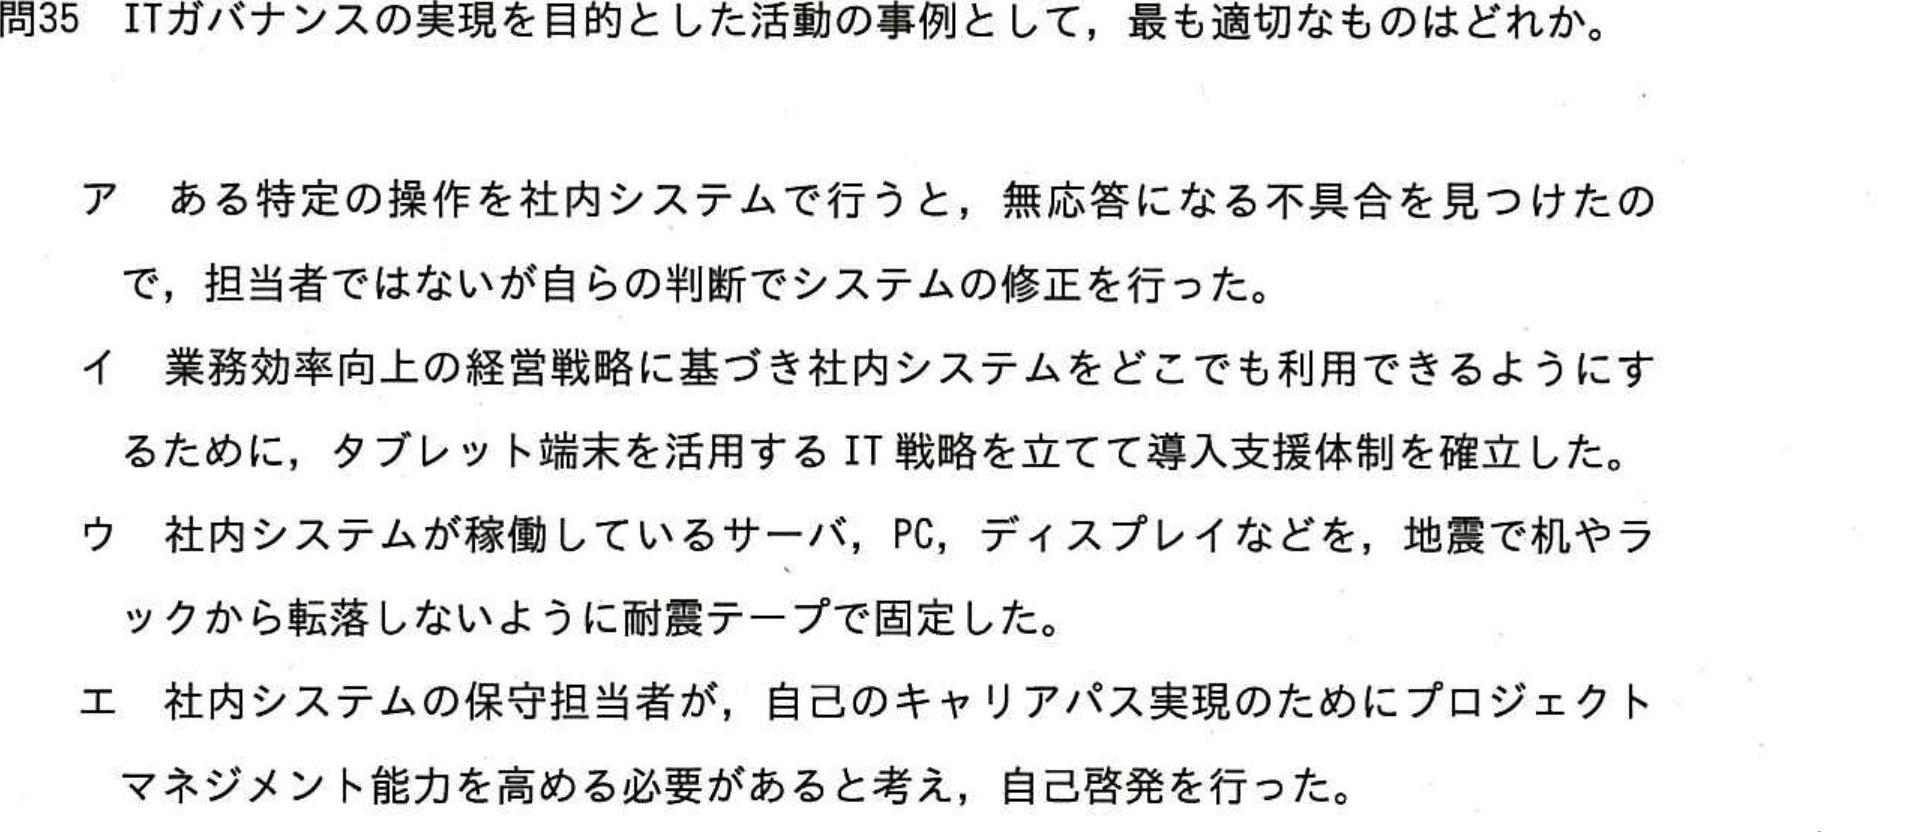 問35 ITガバナンスの実現を目的とした活動の事例として，最も適切なものはどれか。
ア ある特定の操作を社内システムで行うと，無応答になる不具合を見つけたの
で，担当者ではないが自らの判断でシステムの修正を行った。
イ 業務効率向上の経営戦略に基づき社内システムをどこでも利用できるようにす
るために，タブレット端末を活用する IT 戦略を立てて導入支援体制を確立した。
ウ 社内システムが稼働しているサーバ，PC，ディスプレイなどを，地震で机やラ
ックから転落しないように耐震テープで固定した。
エ 社内システムの保守担当者が，自己のキャリアパス実現のためにプロジェクト
マネジメント能力を高める必要があると考え，自己啓発を行った。